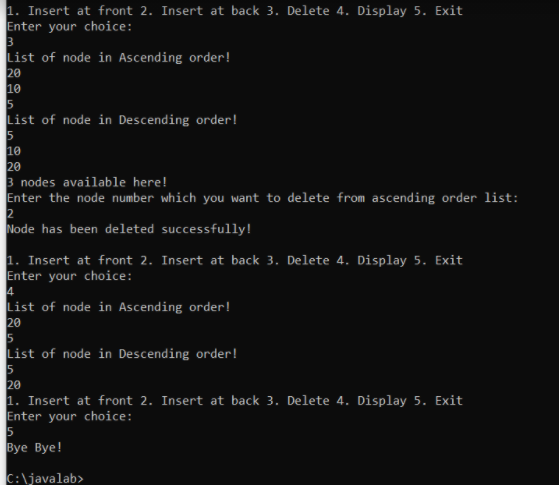 1. Insert at front 2. Insert at back 3. Delete 4. Display 5. Exit
Enter your choice:
3
List of node in Ascending order!
20
10
5
List of node in Descending order!
5
10
20
3 nodes available here!
Enter the node number which you want to delete from ascending order list:
2
Node has been deleted successfully!
1. Insert at front 2. Insert at back 3. Delete 4. Display 5. Exit
Enter your choice:
4
List of node in Ascending order!
20
5
List of node in Descending order!
5
20
1. Insert at front 2. Insert at back 3. Delete 4. Display 5. Exit
Enter your choice:
5
Bye Bye!
C:\javalab>